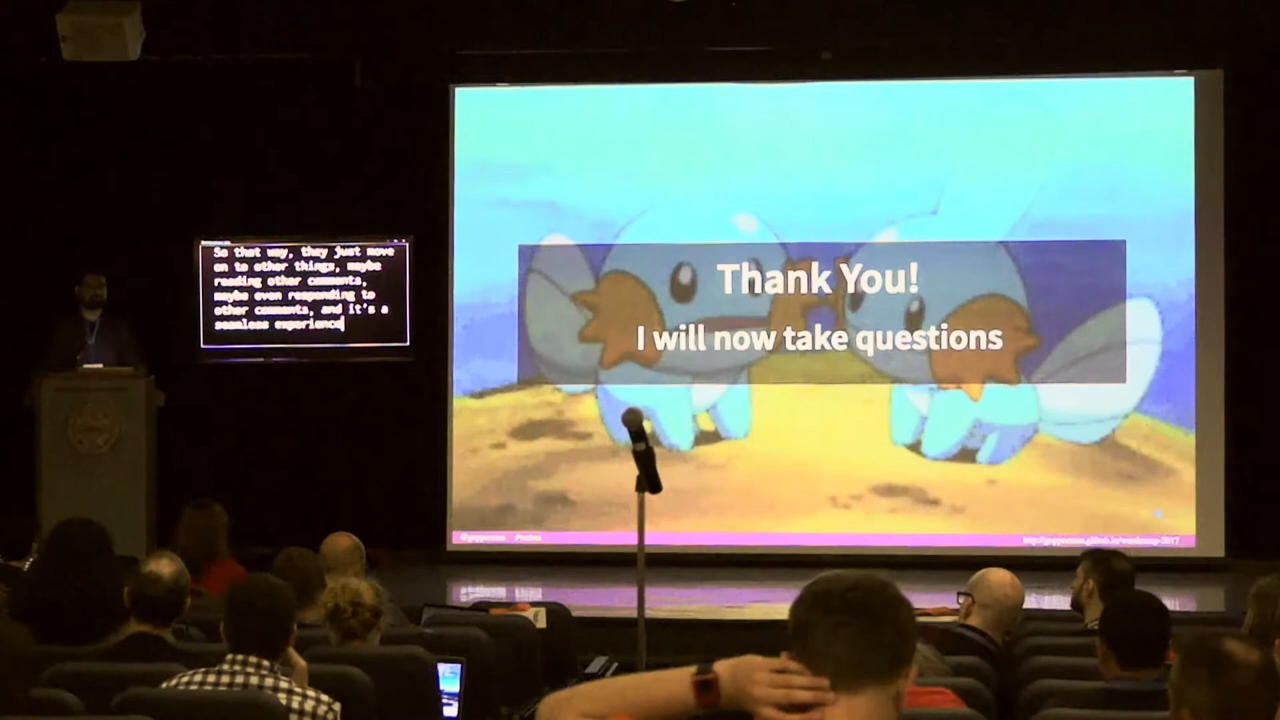 So that way, they just move
on to other things, maybe
reading other comments,
maybe even responding to
other comments, and it's a
seamless experience
Thank You!
I will now take questions